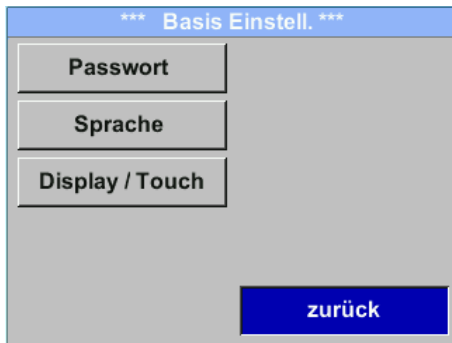 *** Basis Einstell. ***
Passwort
Sprache
Display / Touch
zurück